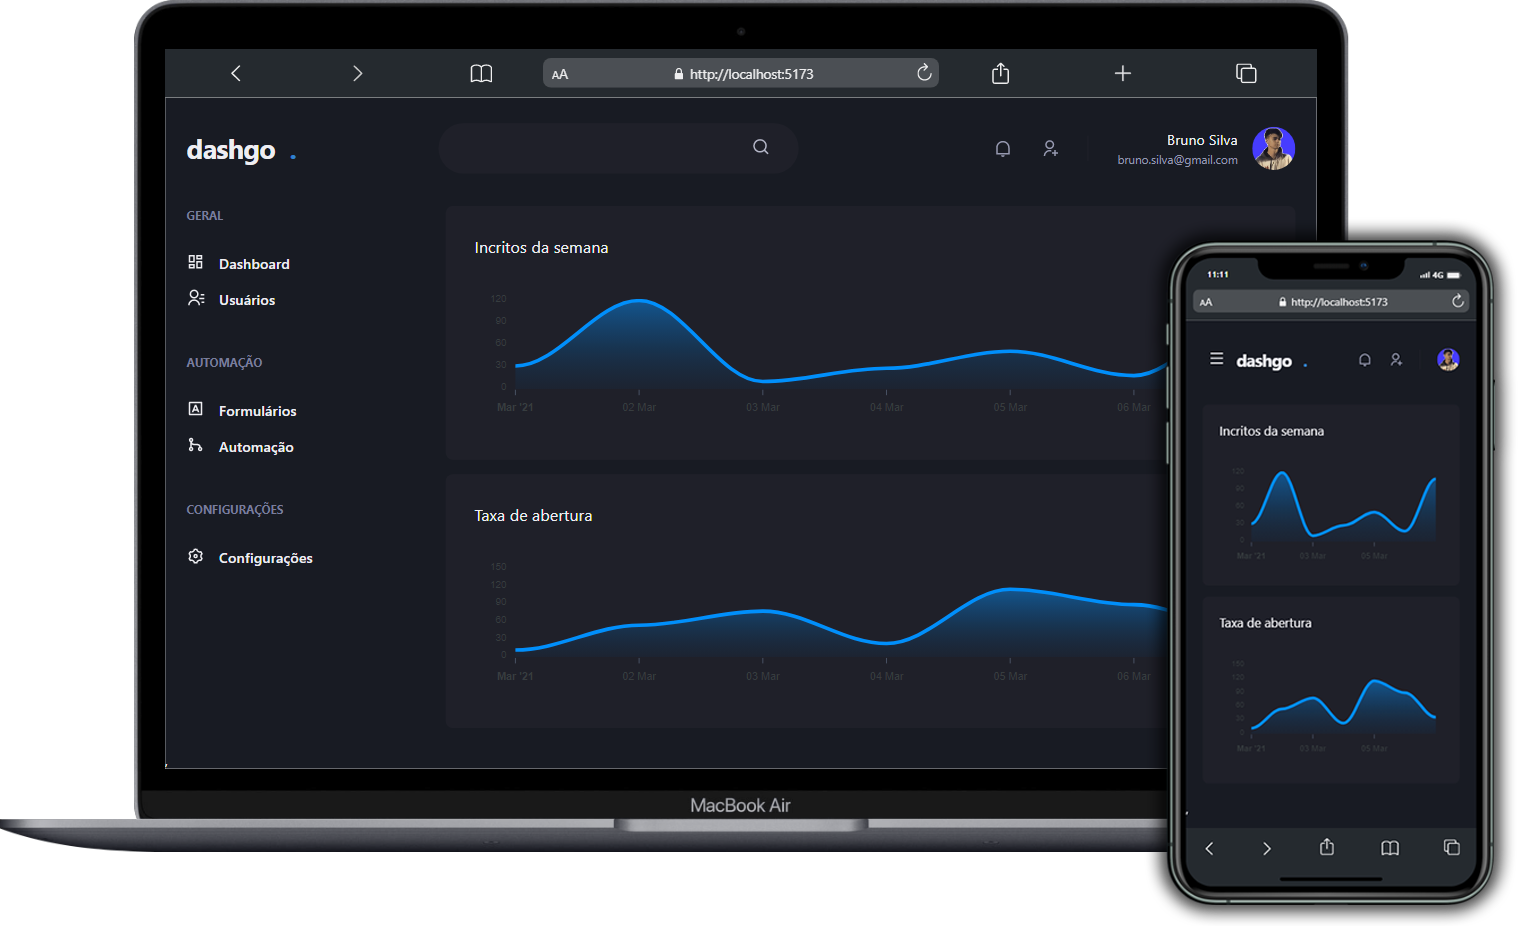 AA http://localhost:5173
dashgo .
Bruno Silva
bruno.silva@gmail.com
GERAL
Dashboard
Usuários
AUTOMAÇÃO
Formulários
Automação
CONFIGURAÇÕES
Configurações
Incritos da semana
120
90
60
30
0
Mar '21 02 Mar 03 Mar 04 Mar 05 Mar 06 Mar
Taxa de abertura
150
120
90
60
30
0
Mar '21 02 Mar 03 Mar 04 Mar 05 Mar 06 Mar
MacBook Air
11:11 4G
AA http://localhost:5173
dashgo .
Incritos da semana
120
90
60
30
0
Mar '21 03 Mar 05 Mar
Taxa de abertura
150
120
90
60
30
0
Mar '21 03 Mar 05 Mar